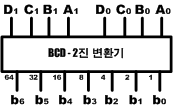 D₁ C₁ B₁ A₁ D₀ C₀ B₀ A₀
BCD - 2진 변환기
64 32 16 8 4 2 1
b₆ b₅ b₄ b₃ b₂ b₁ b₀